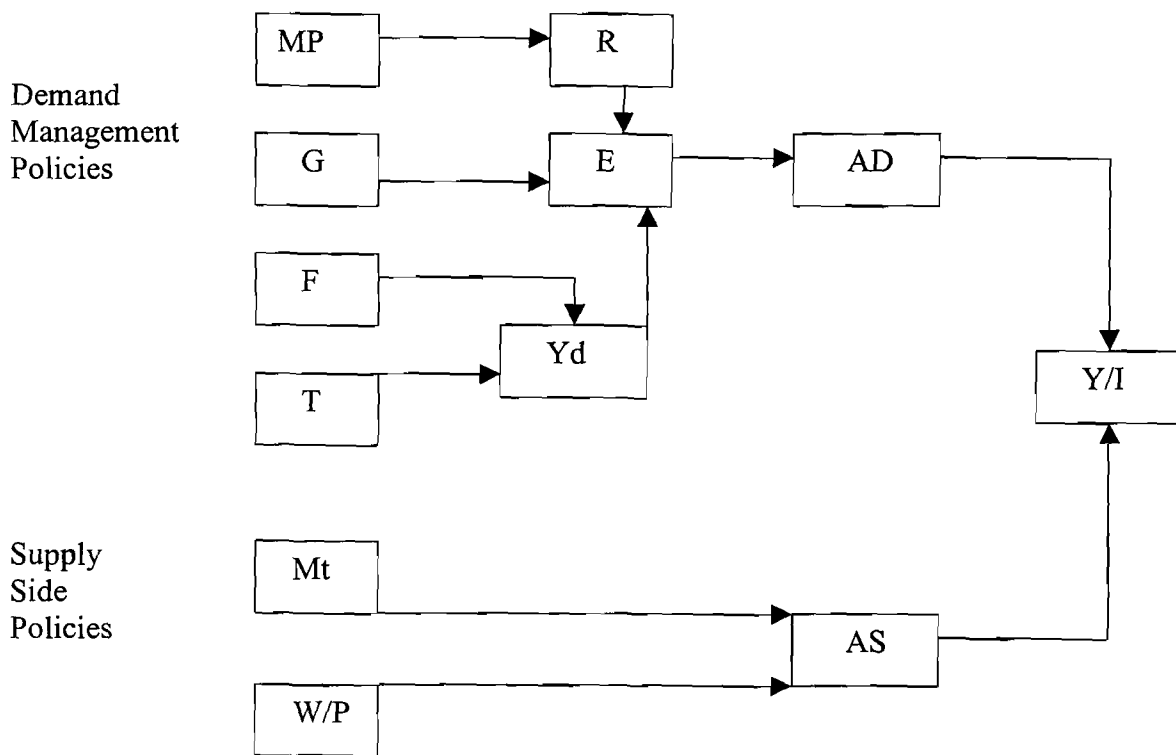 MP
R
Demand
Management
Policies
G
E
AD
F
Yd
T
Y/I
Supply
Side
Policies
Mt
AS
W/P